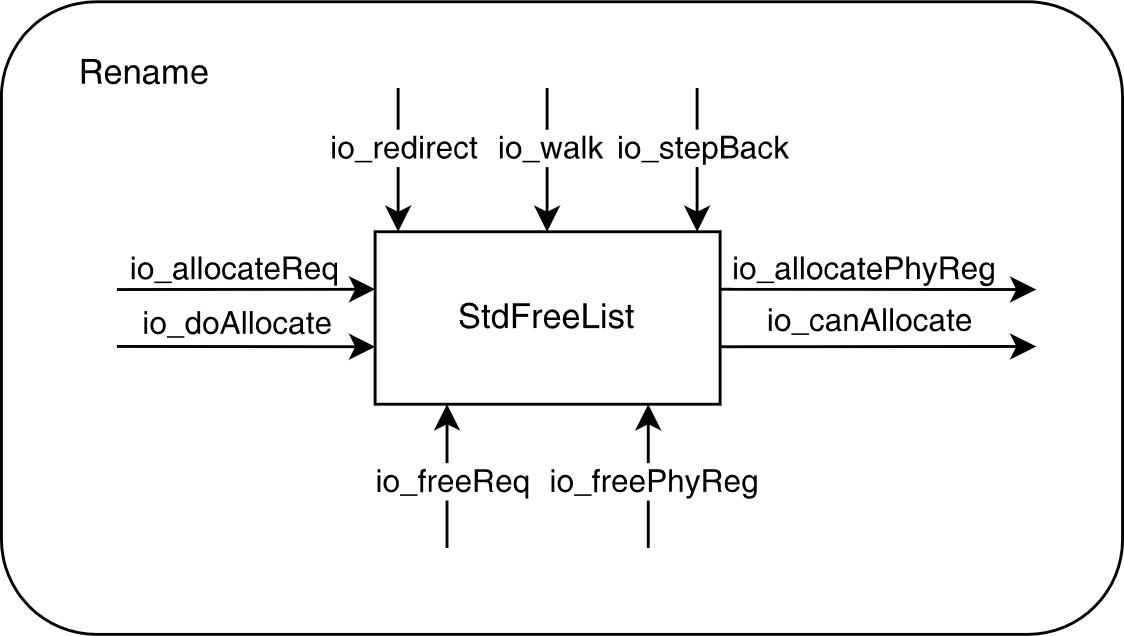 Rename
io_redirect io_walk io_stepBack
io_allocateReq
io_allocatePhyReg
io_doAllocate
StdFreeList
io_canAllocate
io_freeReq io_freePhyReg